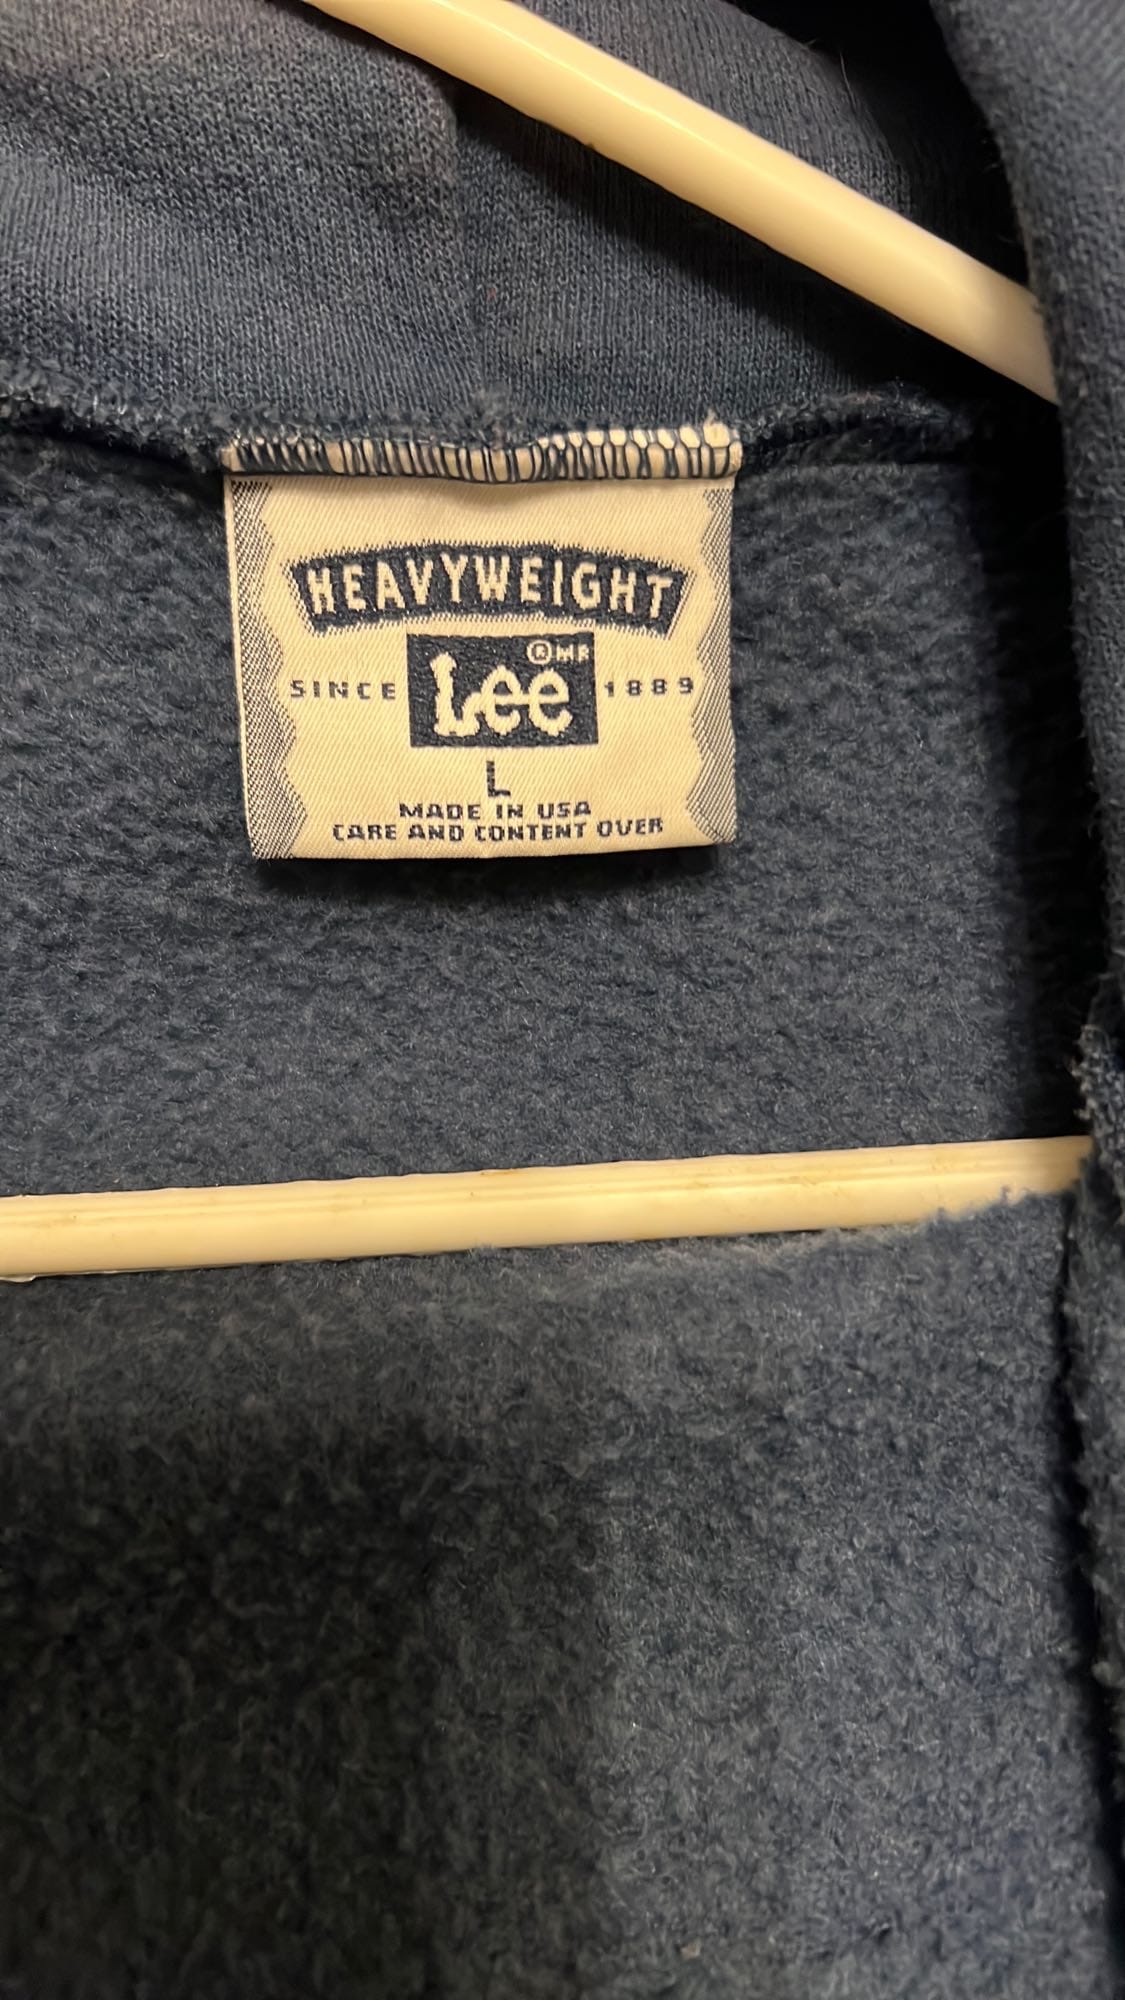 HEAVYWEIGHT
® MR
SINCE Lee 1889
L
MADE IN USA
CARE AND CONTENT OVER